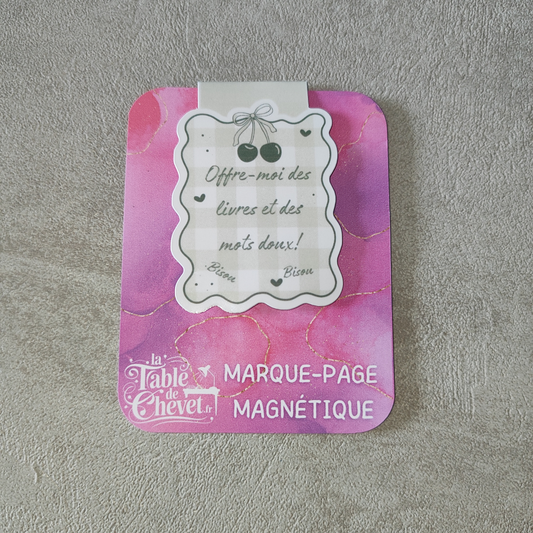 Offre-moi des
livres et des
mots doux!
Bisou Bisou
la
Table
de
Chevet.fr
MARQUE-PAGE
MAGNÉTIQUE